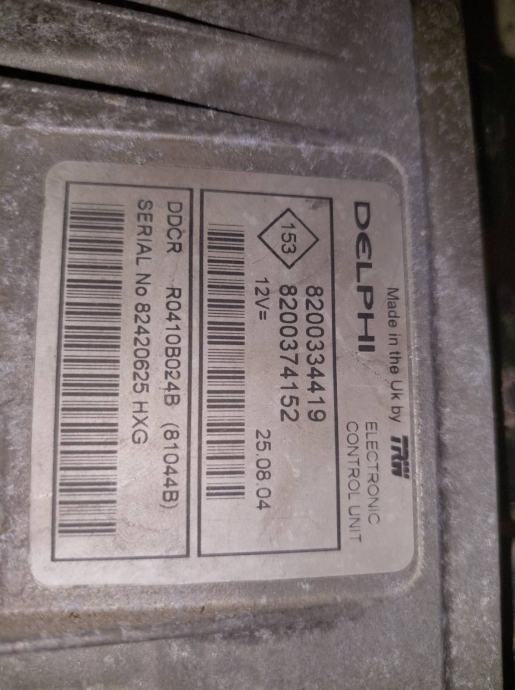 Made in the Uk by TRW
DELPHI
ELECTRONIC
CONTROL UNIT
153
8200334419
8200374152
12V= 25.08.04
DDCR R0410B024B (81044B)
SERIAL No 82420625 HXG